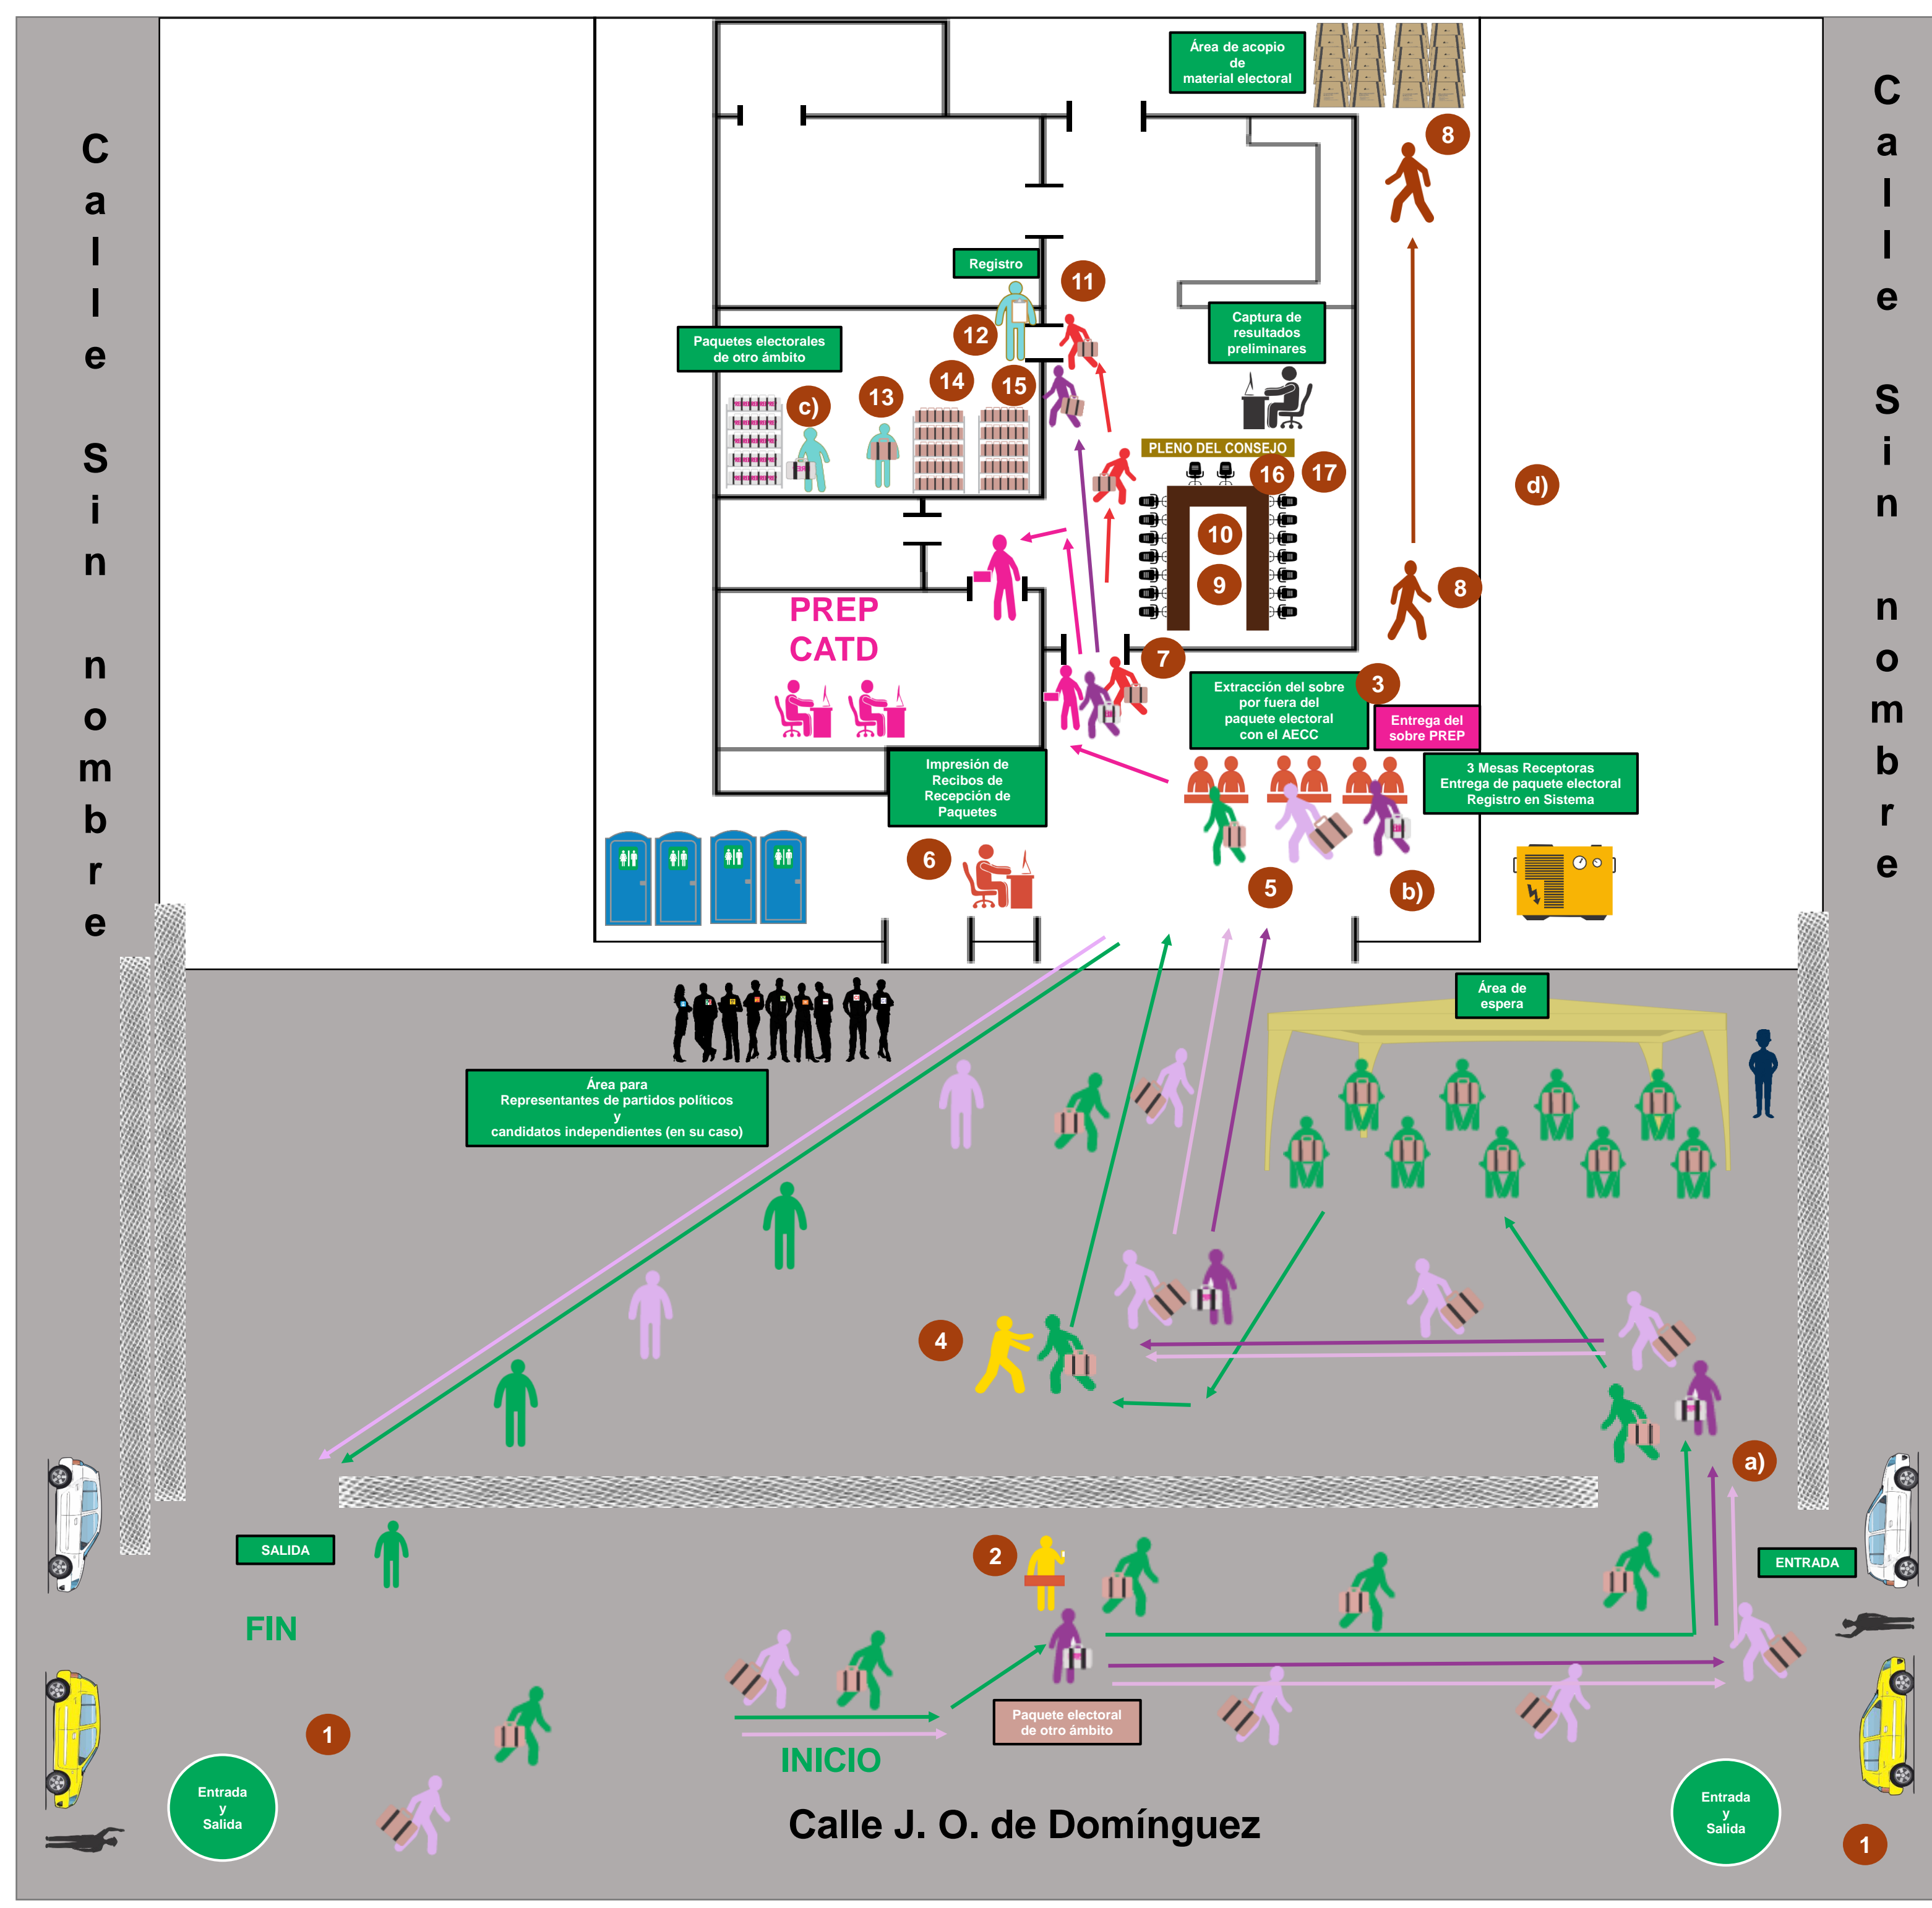 Calle Sin nombre
Calle Sin nombre
Área de acopio
de
material electoral
8
Registro
11
12
Captura de
resultados
preliminares
Paquetes electorales
de otro ámbito
c)
13
14
15
PLENO DEL CONSEJO
16
17
d)
10
9
8
PREP
CATD
7
Extracción del sobre
por fuera del
paquete electoral
con el AECC
3
Entrega del
sobre PREP
Impresión de
Recibos de
Recepción de
Paquetes
3 Mesas Receptoras
Entrega de paquete electoral
Registro en Sistema
6
5
b)
Área de
espera
Área para
Representantes de partidos políticos
y
candidatos independientes (en su caso)
4
a)
SALIDA
2
ENTRADA
FIN
1
Paquete electoral
de otro ámbito
INICIO
Entrada
y
Salida
Entrada
y
Salida
Calle J. O. de Domínguez
1